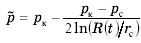 p̃ = pк − (pк − pс) / (2 ln(R(t)/rс))